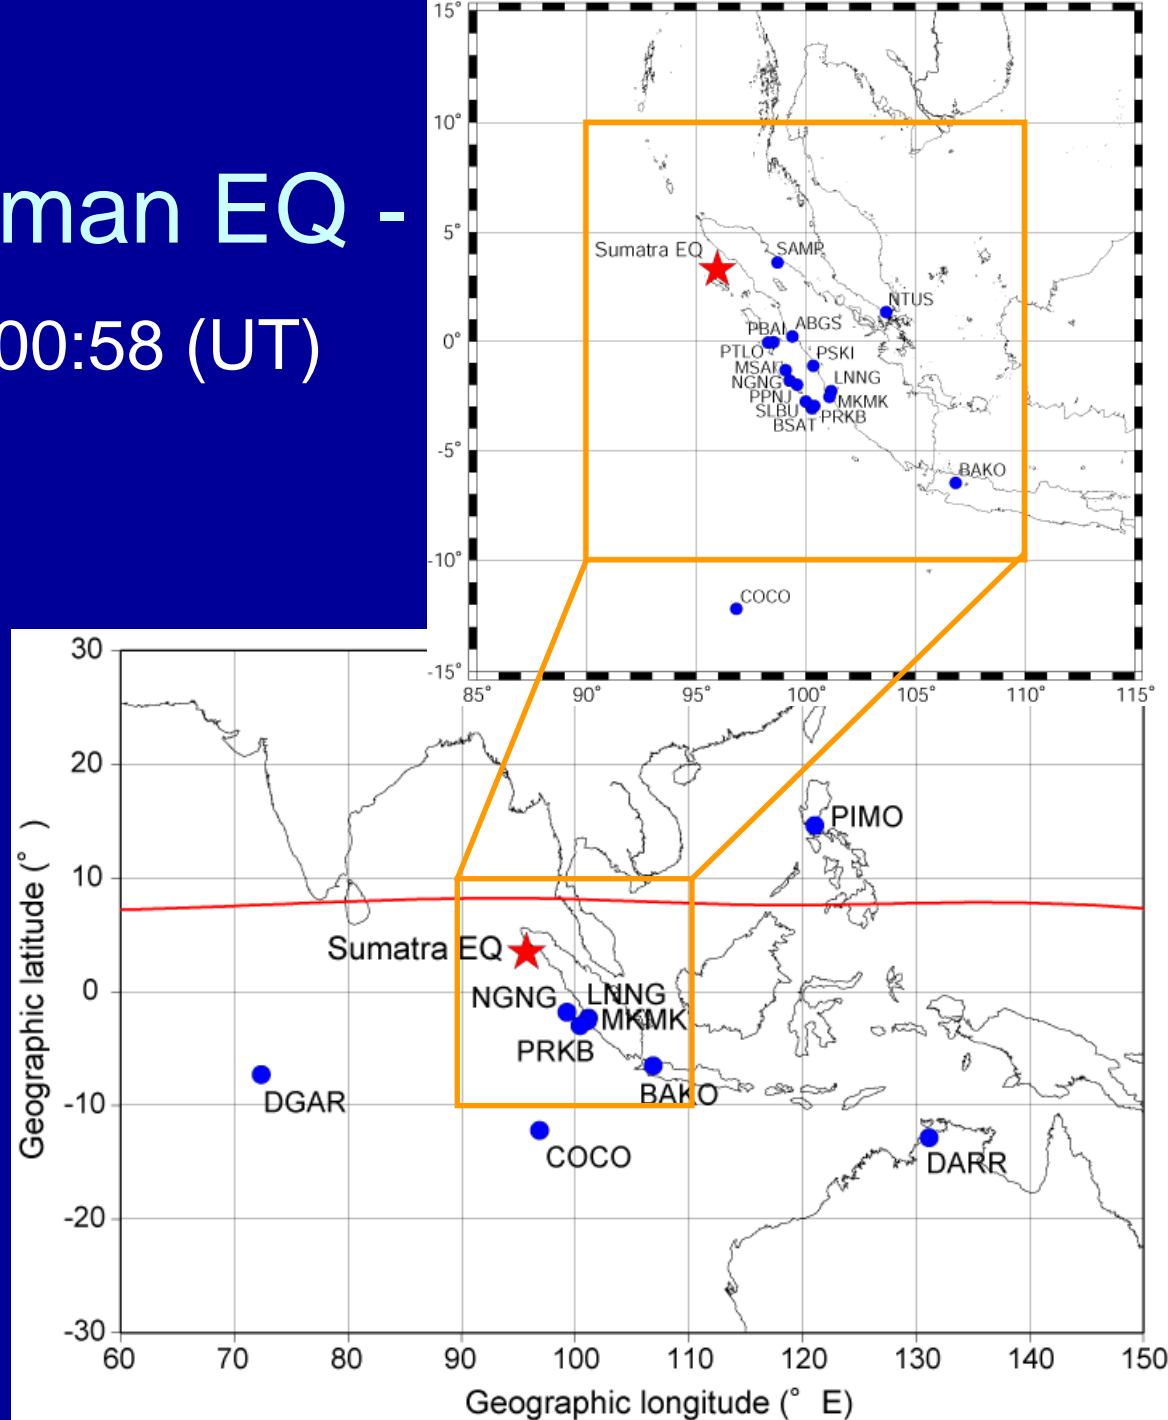 man EQ -
00:58 (UT)
15°
10°
5°
0°
-5°
-10°
-15°
85°
90°
95°
100°
105°
110°
115°
Sumatra EQ
SAMP
NTUS
PBAI
ABGS
PTLO
PSKI
MSAI
NGNG
LNNG
PPNJ
MKMK
SLBU
PRKB
BSAT
BAKO
COCO
30
20
10
0
-10
-20
-30
60
70
80
90
100
110
120
130
140
150
Geographic latitude (° )
Geographic longitude (° E)
PIMO
Sumatra EQ
NGNG
LNNG
MKMK
PRKB
BAKO
DGAR
COCO
DARR